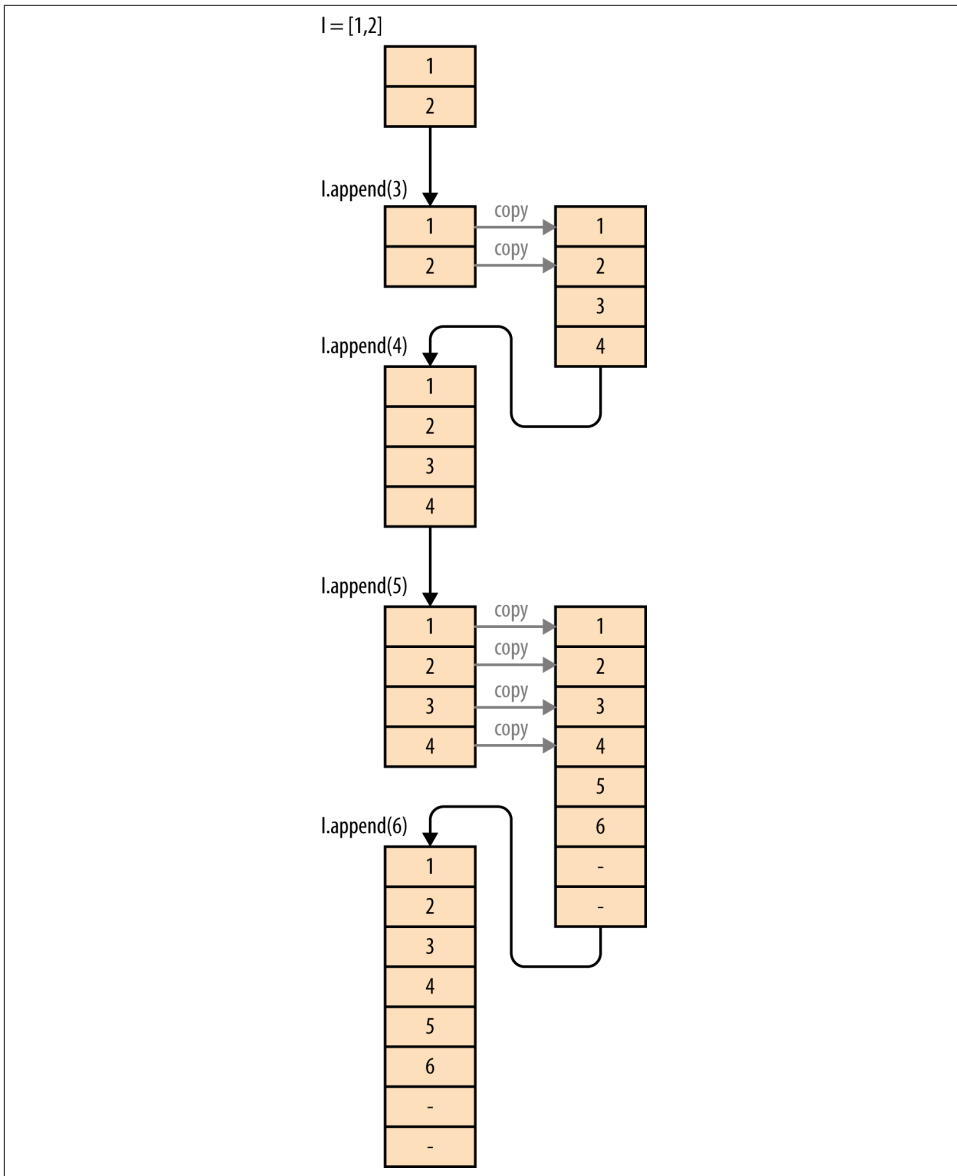 l = [1,2]
1
2
l.append(3)
1 copy 1
2 copy 2
3
4
l.append(4)
1
2
3
4
l.append(5)
1 copy 1
2 copy 2
3 copy 3
4 copy 4
5
6
-
-
l.append(6)
1
2
3
4
5
6
-
-